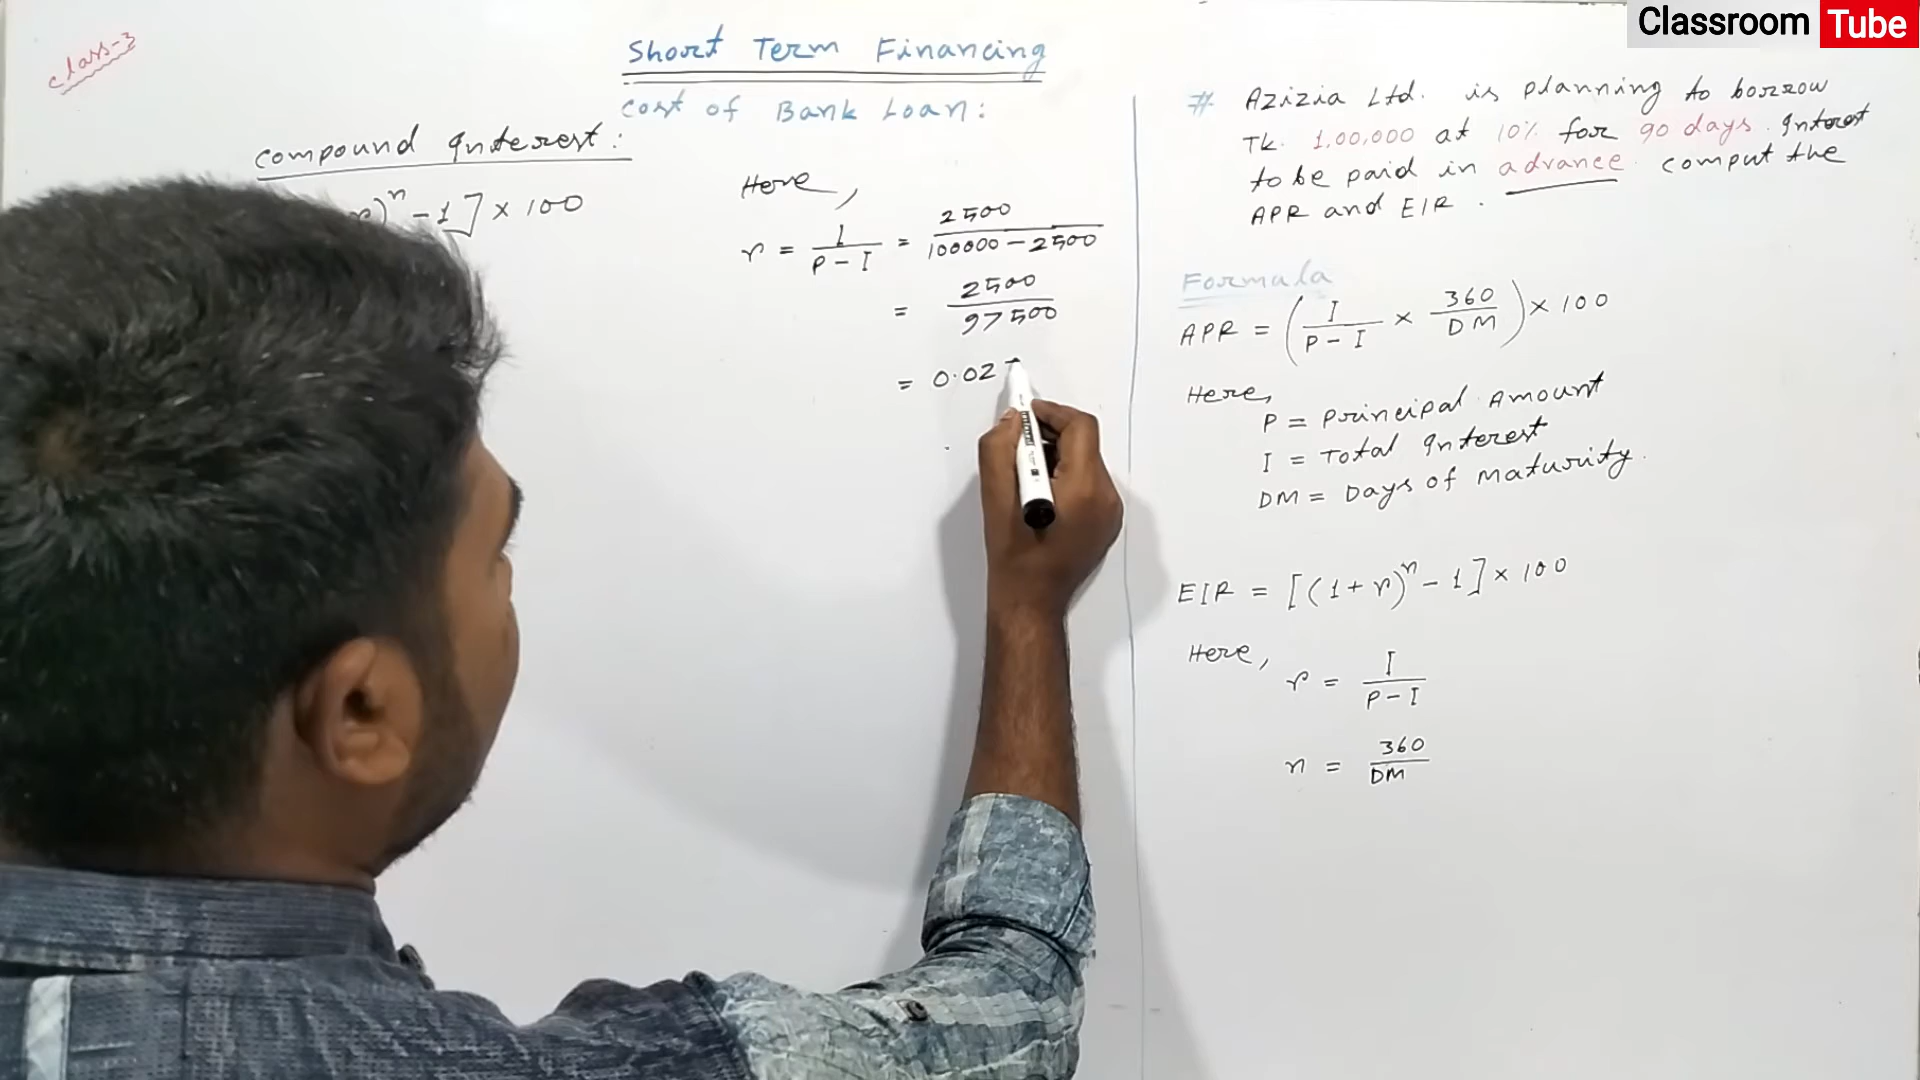 Classroom Tube
class-3
Short Term Financing
Cost of Bank Loan:
Compound Interest:
)^n - 1] × 100
Here,
r = I / P - I = 2500 / 100000 - 2500
= 2500 / 97500
= 0.02
# Azizia Ltd. is planning to borrow
Tk. 1,00,000 at 10% for 90 days. Interest
to be paid in advance. comput the
APR and EIR.
Formula
APR = (I / P - I × 360 / DM) × 100
Here,
P = Principal Amount
I = Total Interest
DM = Days of maturity.
EIR = [(1 + r)^n - 1] × 100
Here,
r = I / P - I
n = 360 / DM